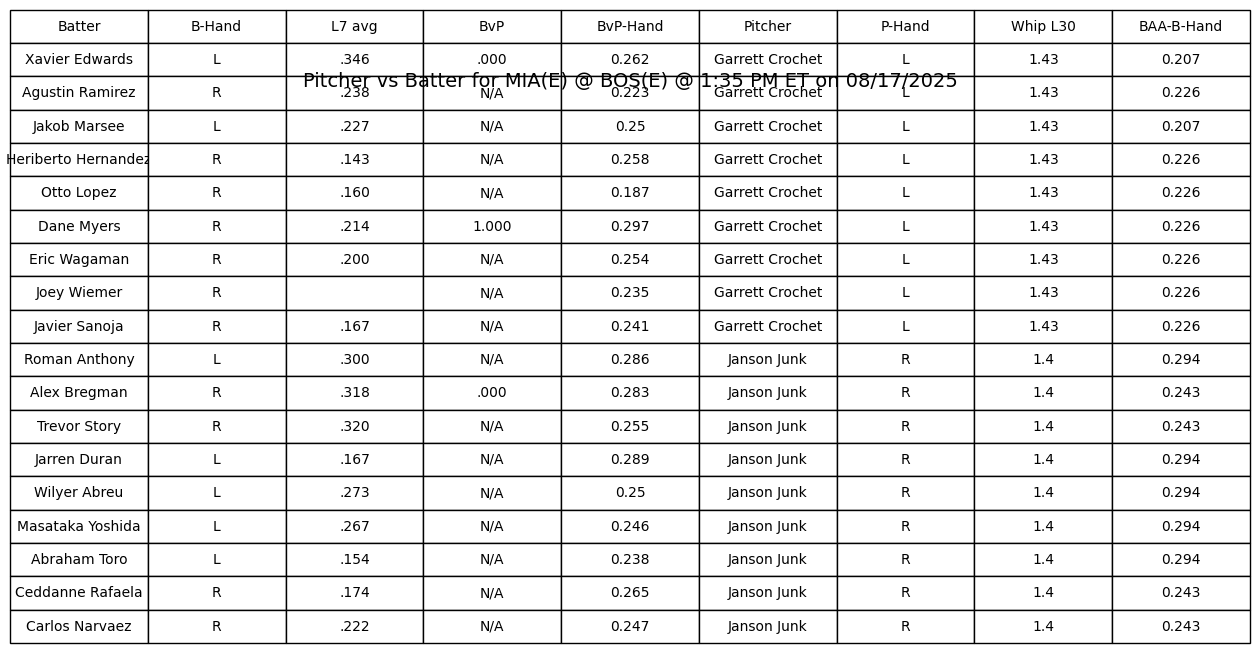 Batter B-Hand L7 avg BvP BvP-Hand Pitcher P-Hand Whip L30 BAA-B-Hand
Xavier Edwards L .346 .000 0.262 Garrett Crochet L 1.43 0.207
Pitcher vs Batter for MIA(E) @ BOS(E) @ 1:35 PM ET on 08/17/2025
Agustin Ramirez R .238 N/A 0.223 Garrett Crochet L 1.43 0.226
Jakob Marsee L .227 N/A 0.25 Garrett Crochet L 1.43 0.207
Heriberto Hernandez R .143 N/A 0.258 Garrett Crochet L 1.43 0.226
Otto Lopez R .160 N/A 0.187 Garrett Crochet L 1.43 0.226
Dane Myers R .214 1.000 0.297 Garrett Crochet L 1.43 0.226
Eric Wagaman R .200 N/A 0.254 Garrett Crochet L 1.43 0.226
Joey Wiemer R N/A 0.235 Garrett Crochet L 1.43 0.226
Javier Sanoja R .167 N/A 0.241 Garrett Crochet L 1.43 0.226
Roman Anthony L .300 N/A 0.286 Janson Junk R 1.4 0.294
Alex Bregman R .318 .000 0.283 Janson Junk R 1.4 0.243
Trevor Story R .320 N/A 0.255 Janson Junk R 1.4 0.243
Jarren Duran L .167 N/A 0.289 Janson Junk R 1.4 0.294
Wilyer Abreu L .273 N/A 0.25 Janson Junk R 1.4 0.294
Masataka Yoshida L .267 N/A 0.246 Janson Junk R 1.4 0.294
Abraham Toro L .154 N/A 0.238 Janson Junk R 1.4 0.294
Ceddanne Rafaela R .174 N/A 0.265 Janson Junk R 1.4 0.243
Carlos Narvaez R .222 N/A 0.247 Janson Junk R 1.4 0.243